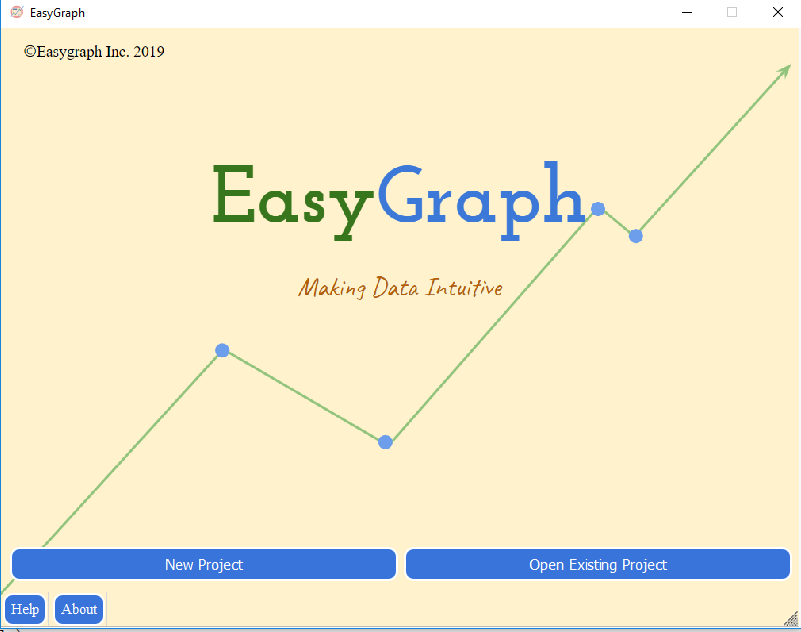 EasyGraph
©Easygraph Inc. 2019
EasyGraph
Making Data Intuitive
New Project
Open Existing Project
Help
About